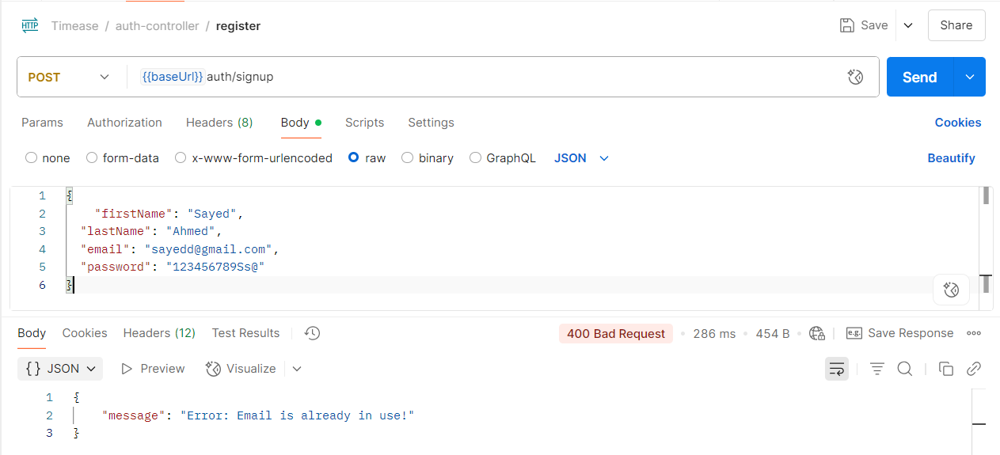 HTTP Timease / auth-controller / register Save Share
POST {{baseUrl}} auth/signup Send
Params Authorization Headers (8) Body Scripts Settings Cookies
none form-data x-www-form-urlencoded raw binary GraphQL JSON Beautify
1 {
2 "firstName": "Sayed",
3 "lastName": "Ahmed",
4 "email": "sayedd@gmail.com",
5 "password": "123456789Ss@"
6 }
Body Cookies Headers (12) Test Results 400 Bad Request • 286 ms • 454 B • e.g. Save Response
{} JSON Preview Visualize
1 {
2 "message": "Error: Email is already in use!"
3 }